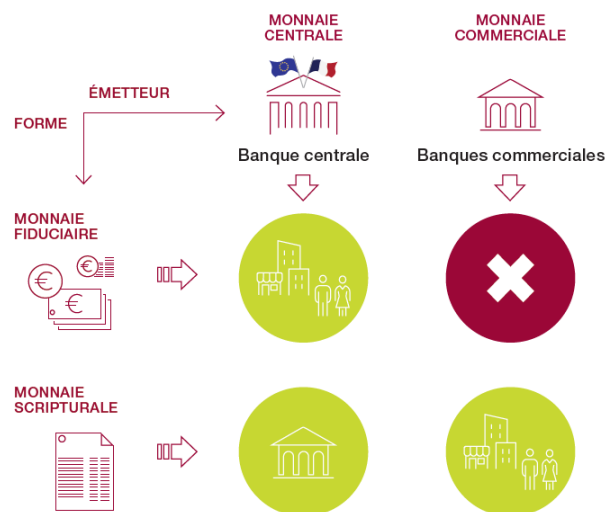 MONNAIE
CENTRALE
MONNAIE
COMMERCIALE
ÉMETTEUR
FORME
Banque centrale
Banques commerciales
MONNAIE
FIDUCIAIRE
€
€
€
MONNAIE
SCRIPTURALE